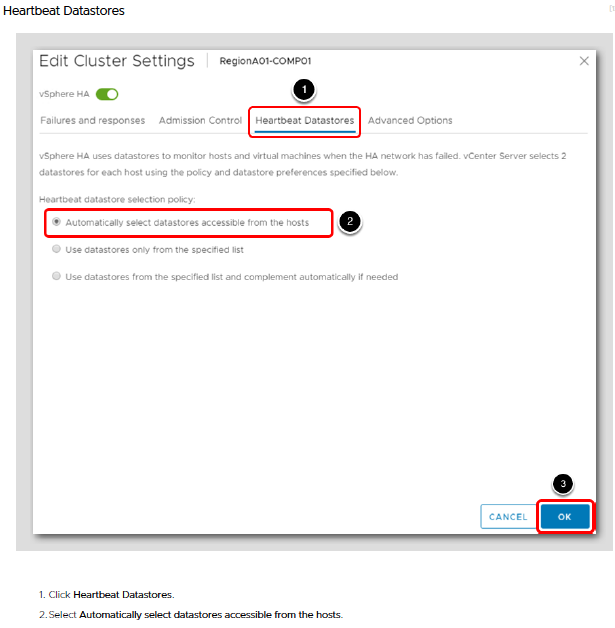 Heartbeat Datastores
Edit Cluster Settings RegionA01-COMP01
vSphere HA
1
Failures and responses Admission Control Heartbeat Datastores Advanced Options
vSphere HA uses datastores to monitor hosts and virtual machines when the HA network has failed. vCenter Server selects 2
datastores for each host using the policy and datastore preferences specified below.
Heartbeat datastore selection policy:
Automatically select datastores accessible from the hosts 2
Use datastores only from the specified list
Use datastores from the specified list and complement automatically if needed
3
CANCEL OK
1. Click Heartbeat Datastores.
2. Select Automatically select datastores accessible from the hosts.